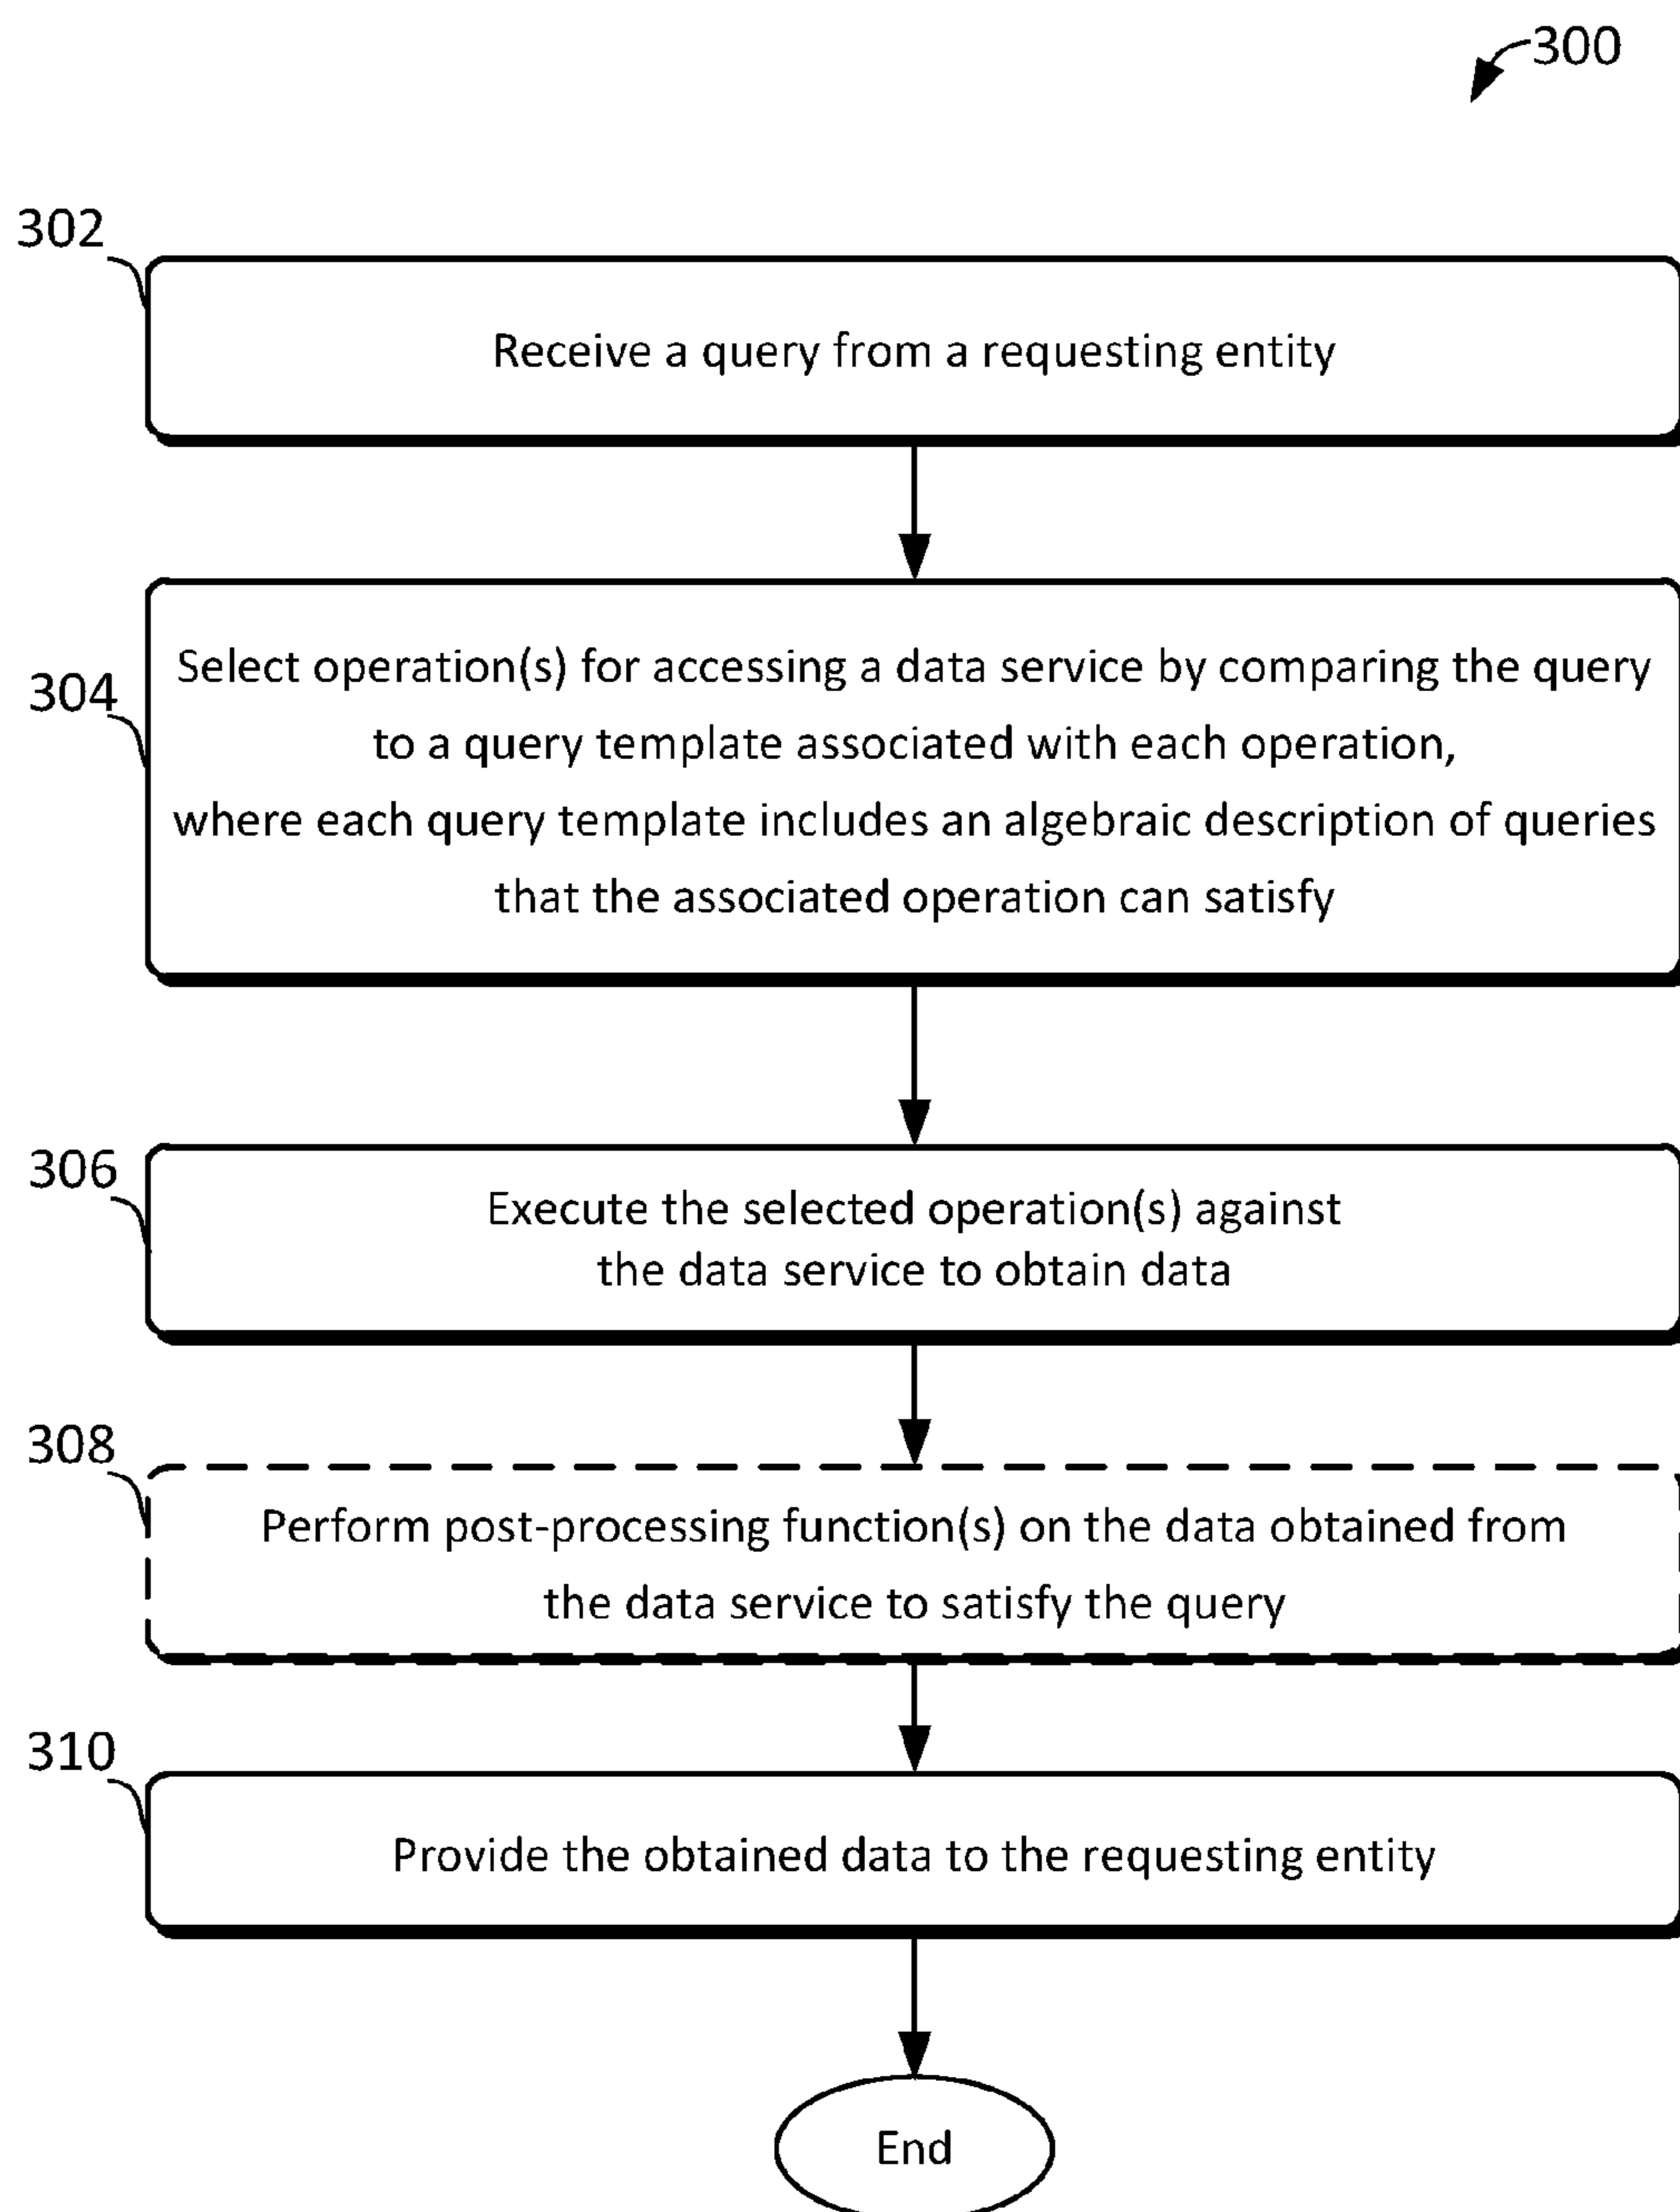 300
302
Receive a query from a requesting entity
304
Select operation(s) for accessing a data service by comparing the query
to a query template associated with each operation,
where each query template includes an algebraic description of queries
that the associated operation can satisfy
306
Execute the selected operation(s) against
the data service to obtain data
308
Perform post-processing function(s) on the data obtained from
the data service to satisfy the query
310
Provide the obtained data to the requesting entity
End